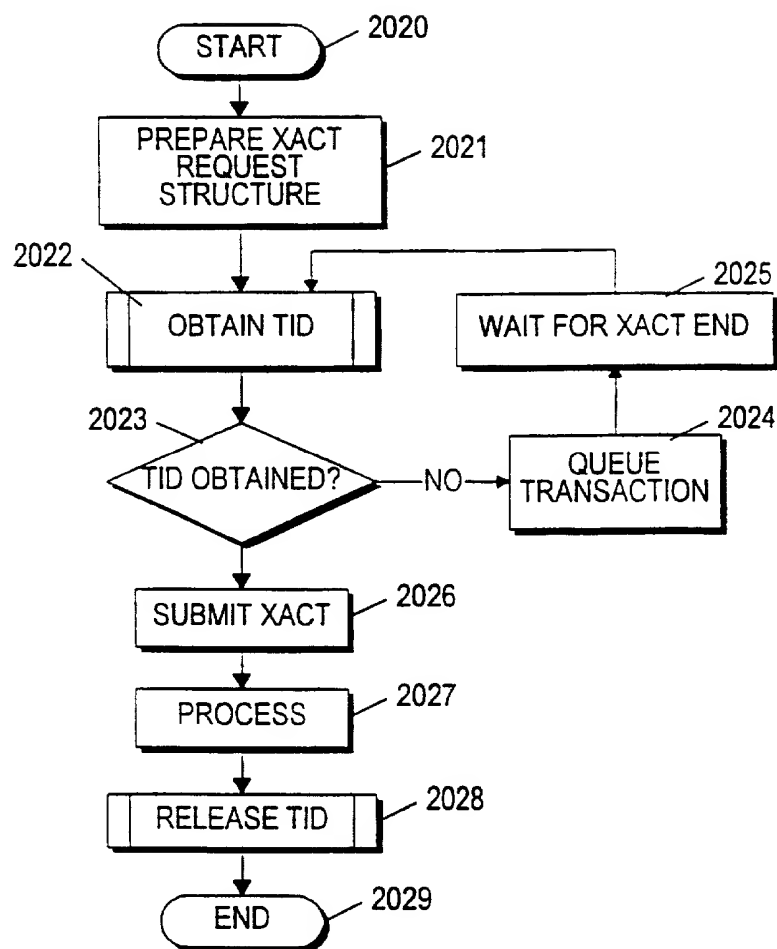 START
2020
PREPARE XACT
REQUEST
STRUCTURE
2021
2022
OBTAIN TID
2025
WAIT FOR XACT END
2023
TID OBTAINED?
NO
2024
QUEUE
TRANSACTION
SUBMIT XACT
2026
PROCESS
2027
RELEASE TID
2028
END
2029